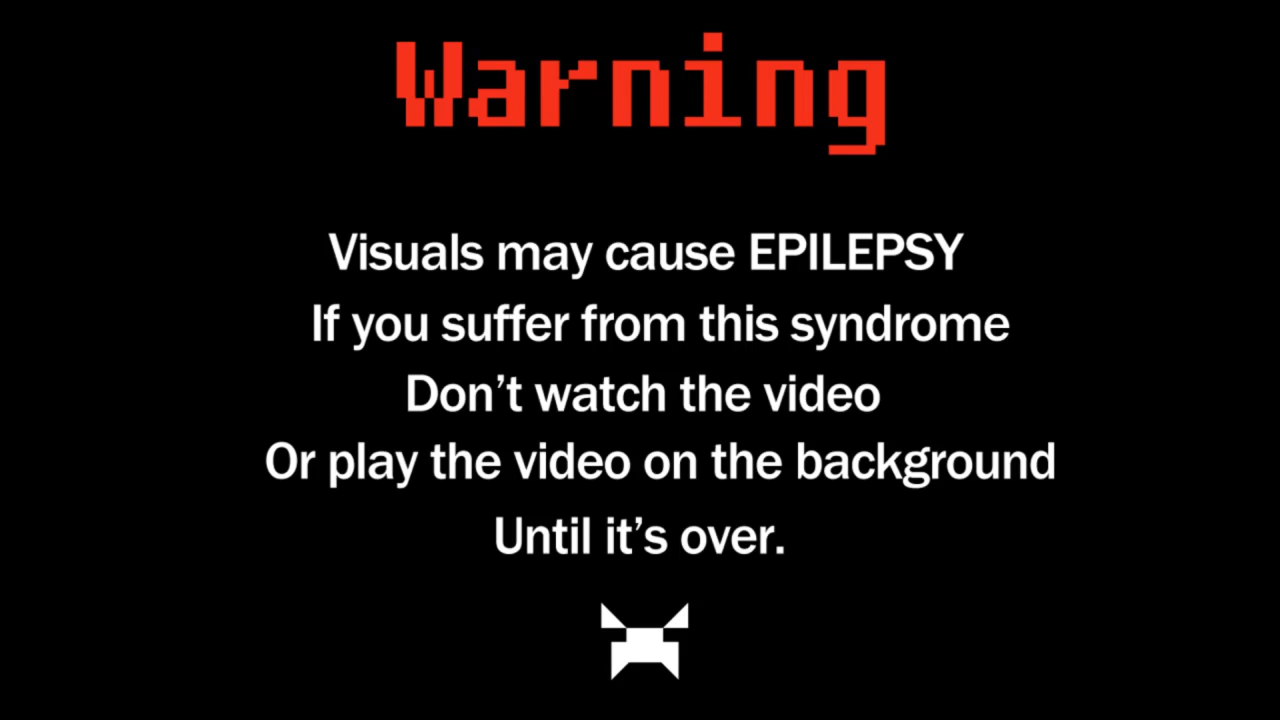 Warning
Visuals may cause EPILEPSY
If you suffer from this syndrome
Don’t watch the video
Or play the video on the background
Until it’s over.